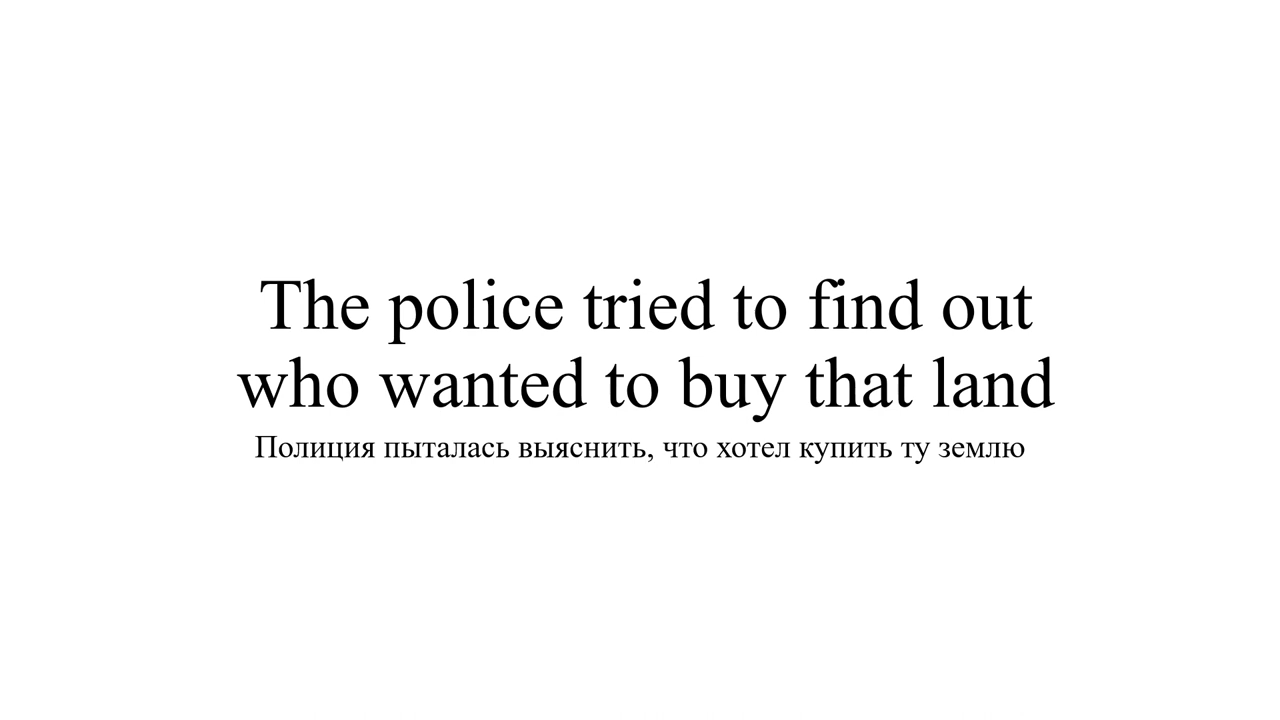 The police tried to find out
who wanted to buy that land
Полиция пыталась выяснить, что хотел купить ту землю